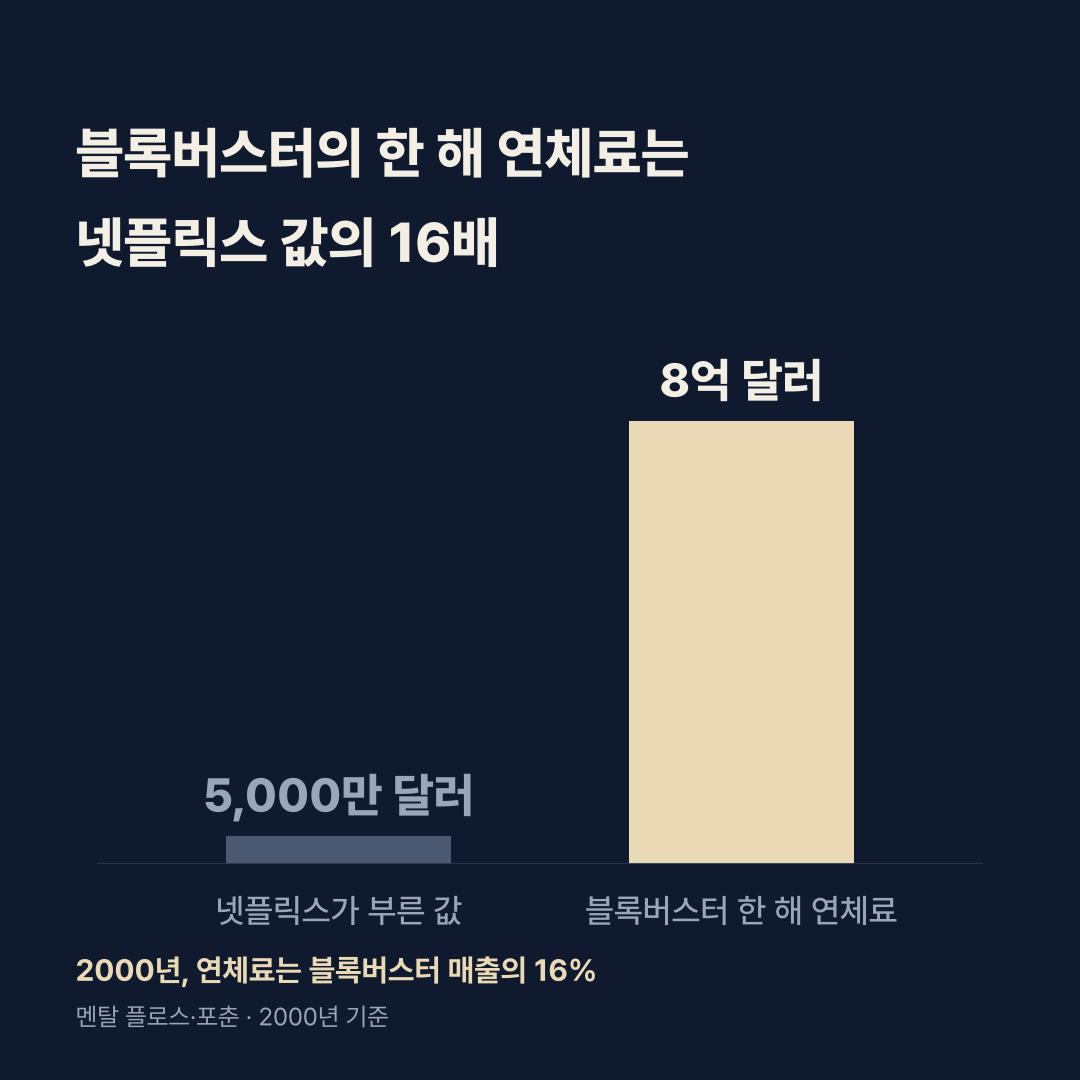 블록버스터의 한 해 연체료는
넷플릭스 값의 16배
8억 달러
5,000만 달러
넷플릭스가 부른 값
블록버스터 한 해 연체료
2000년, 연체료는 블록버스터 매출의 16%
멘탈 플로스·포춘 · 2000년 기준